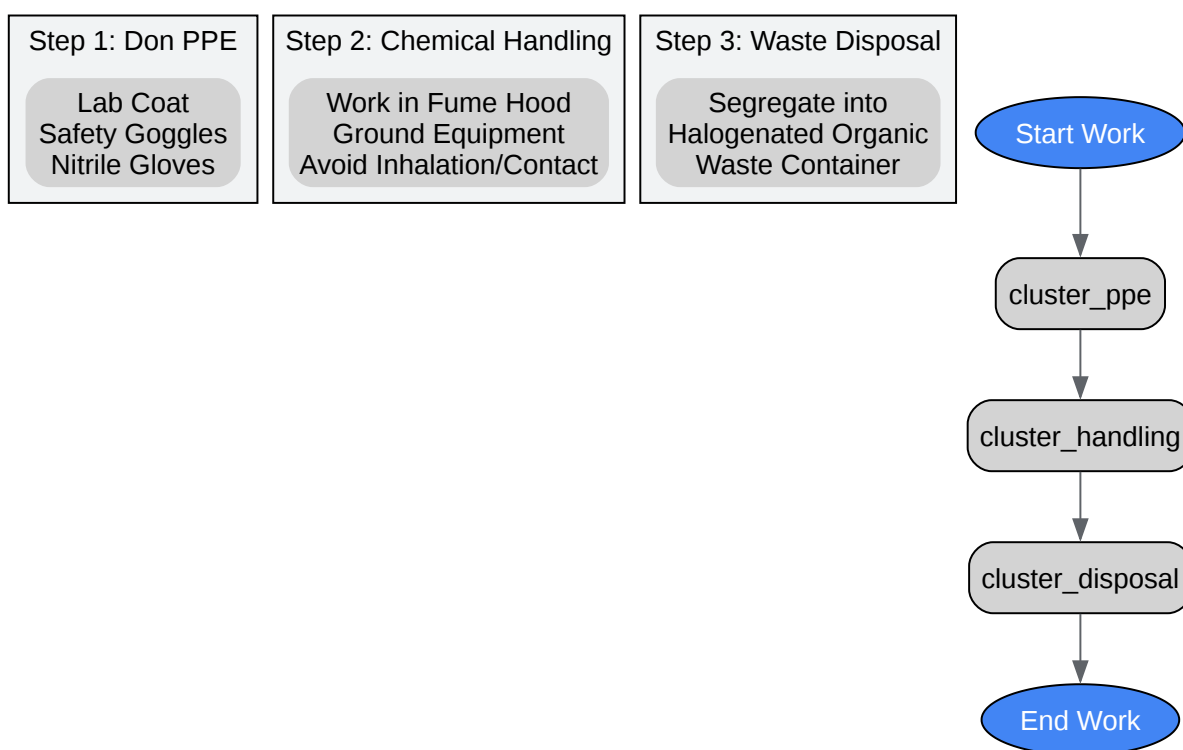 Step 1: Don PPE
Lab Coat
Safety Goggles
Nitrile Gloves
Step 2: Chemical Handling
Work in Fume Hood
Ground Equipment
Avoid Inhalation/Contact
Step 3: Waste Disposal
Segregate into
Halogenated Organic
Waste Container
Start Work
cluster_ppe
cluster_handling
cluster_disposal
End Work